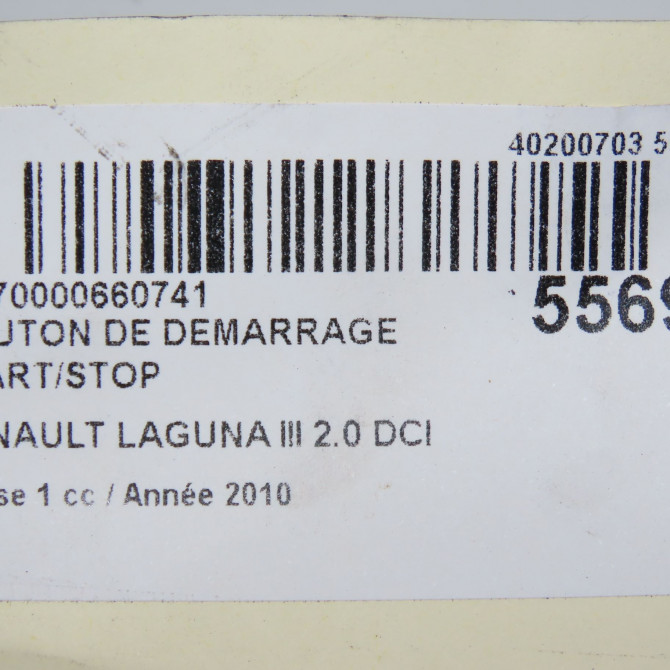 40200703 5
70000660741
5569
UTON DE DEMARRAGE
ART/STOP
NAULT LAGUNA III 2.0 DCI
se 1 cc / Année 2010